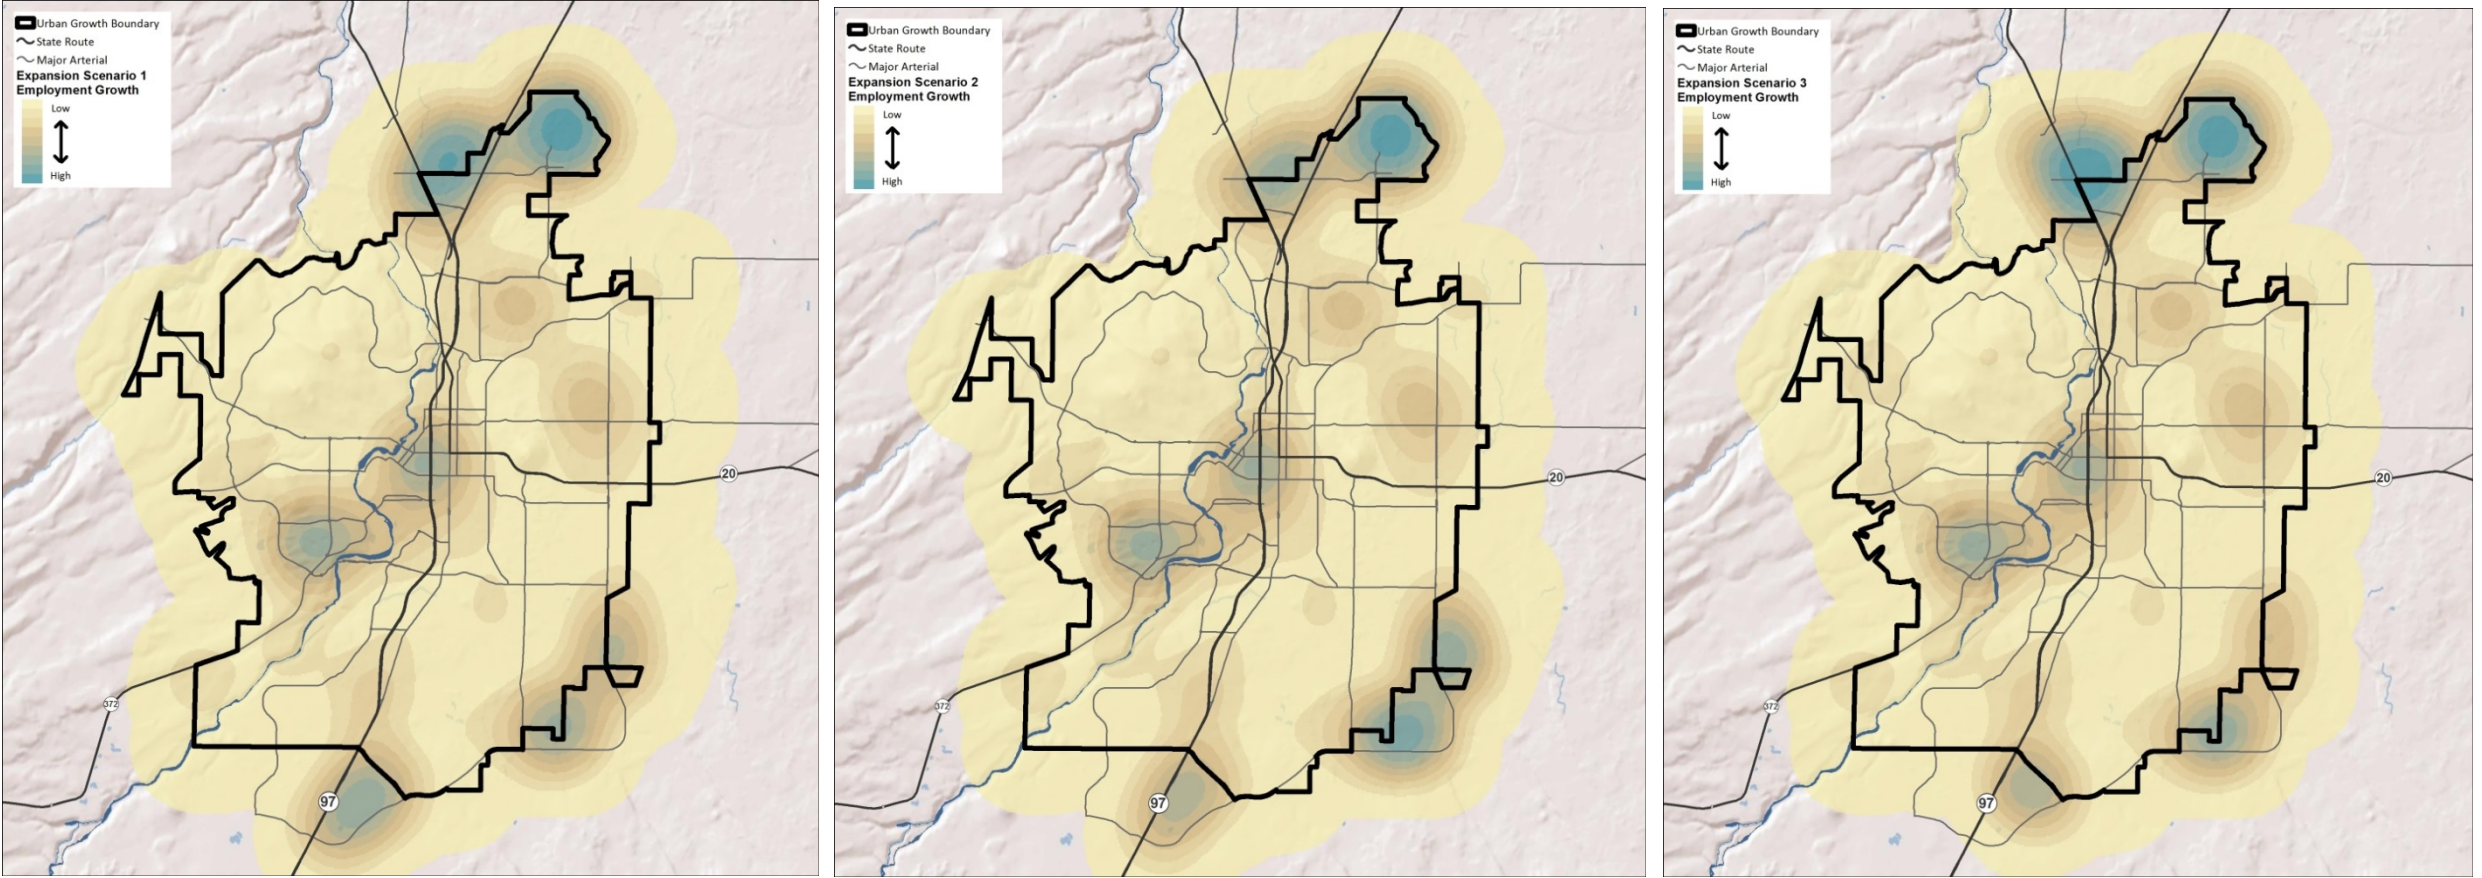 Urban Growth Boundary
State Route
Major Arterial
Expansion Scenario 1
Employment Growth
Low
High
20
372
97
Urban Growth Boundary
State Route
Major Arterial
Expansion Scenario 2
Employment Growth
Low
High
20
372
97
Urban Growth Boundary
State Route
Major Arterial
Expansion Scenario 3
Employment Growth
Low
High
20
372
97